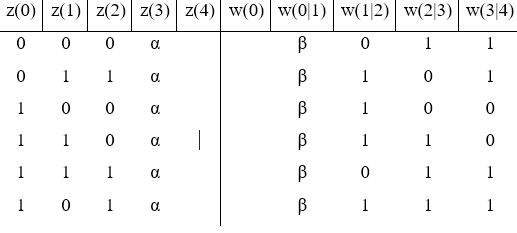 z(0) z(1) z(2) z(3) z(4) w(0) w(0|1) w(1|2) w(2|3) w(3|4)
0 0 0 α β 0 1 1
0 1 1 α β 1 0 1
1 0 0 α β 1 0 0
1 1 0 α | β 1 1 0
1 1 1 α β 0 1 1
1 0 1 α β 1 1 1